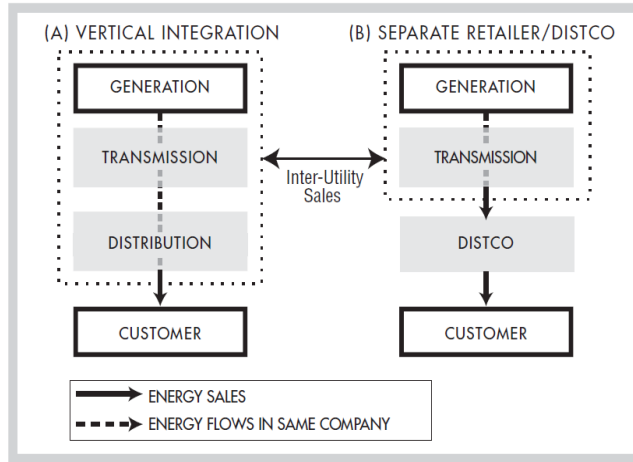 (A) VERTICAL INTEGRATION
(B) SEPARATE RETAILER/DISTCO
GENERATION
GENERATION
TRANSMISSION
TRANSMISSION
Inter-Utility
Sales
DISTRIBUTION
DISTCO
CUSTOMER
CUSTOMER
ENERGY SALES
ENERGY FLOWS IN SAME COMPANY